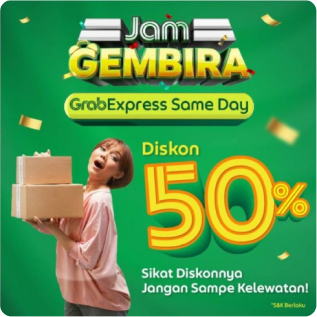 Jam
GEMBIRA
GrabExpress Same Day
Diskon
50%
Sikat Diskonnya
Jangan Sampe Kelewatan!
*S&K Berlaku